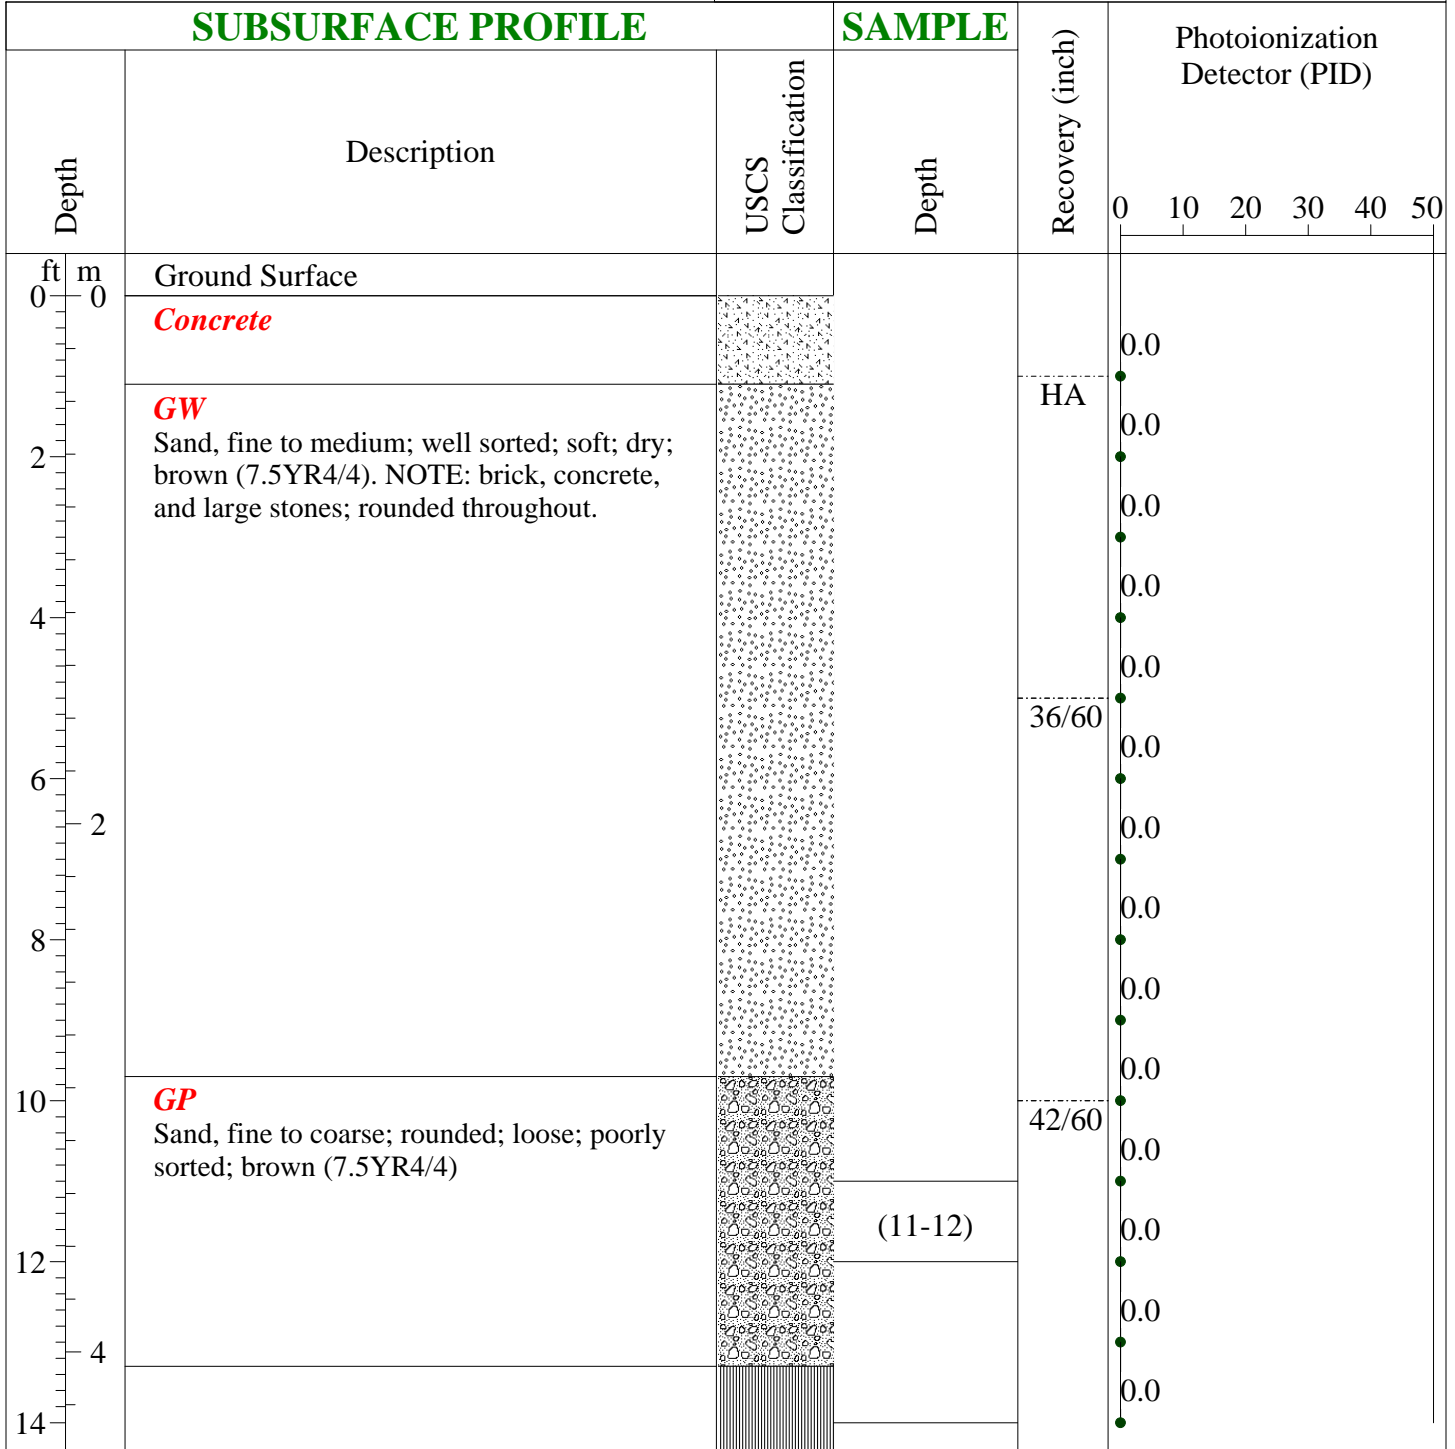 SUBSURFACE PROFILE
SAMPLE
Depth
Description
USCS
Classification
Depth
Recovery (inch)
Photoionization
Detector (PID)
0 10 20 30 40 50
ft m
Ground Surface
0 0
Concrete
0.0
GW
HA
Sand, fine to medium; well sorted; soft; dry;
0.0
2
brown (7.5YR4/4). NOTE: brick, concrete,
and large stones; rounded throughout.
0.0
0.0
4
0.0
36/60
0.0
6
2
0.0
0.0
8
0.0
0.0
10
GP
42/60
Sand, fine to coarse; rounded; loose; poorly
0.0
sorted; brown (7.5YR4/4)
(11-12)
0.0
12
0.0
4
0.0
14